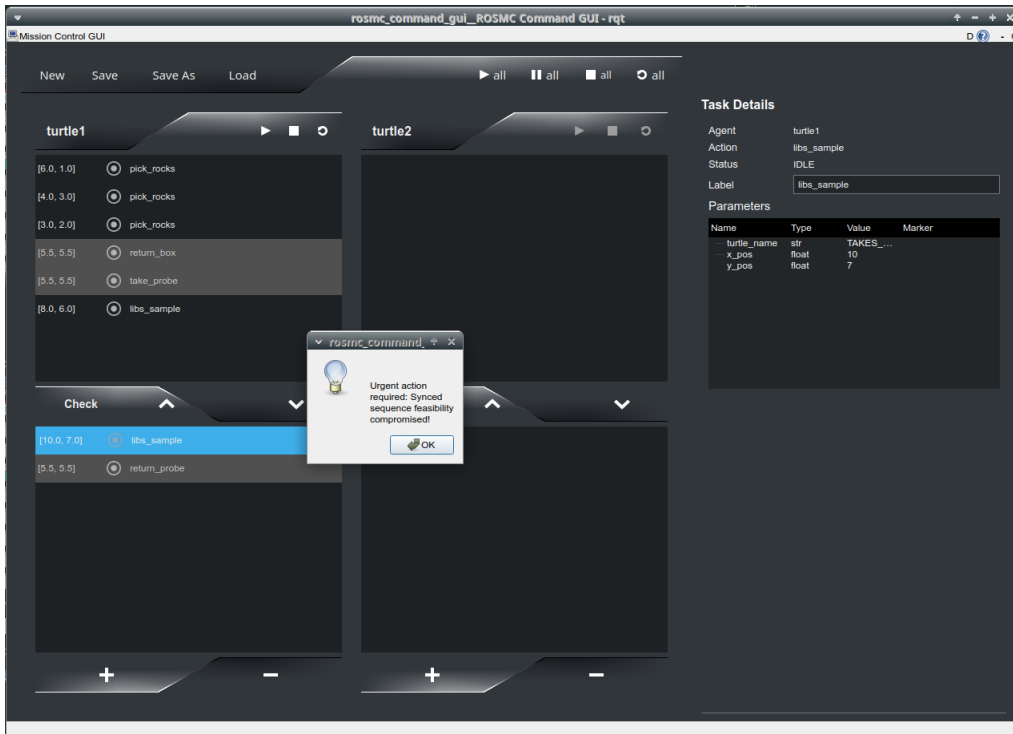 rosmc_command_gui__ROSMC Command GUI - rqt
Mission Control GUI
D
New Save Save As Load all all all all
Task Details
turtle1
turtle2
Agent turtle1
Action libs_sample
Status IDLE
Label libs_sample
Parameters
Name Type Value Marker
turtle_name str TAKES_...
x_pos float 10
y_pos float 7
[6.0, 1.0] pick_rocks
[4.0, 3.0] pick_rocks
[3.0, 2.0] pick_rocks
[5.5, 5.5] return_box
[5.5, 5.5] take_probe
[8.0, 6.0] libs_sample
rosmc_command_
Urgent action
required: Synced
sequence feasibility
compromised!
OK
Check
[10.0, 7.0] libs_sample
[5.5, 5.5] return_probe